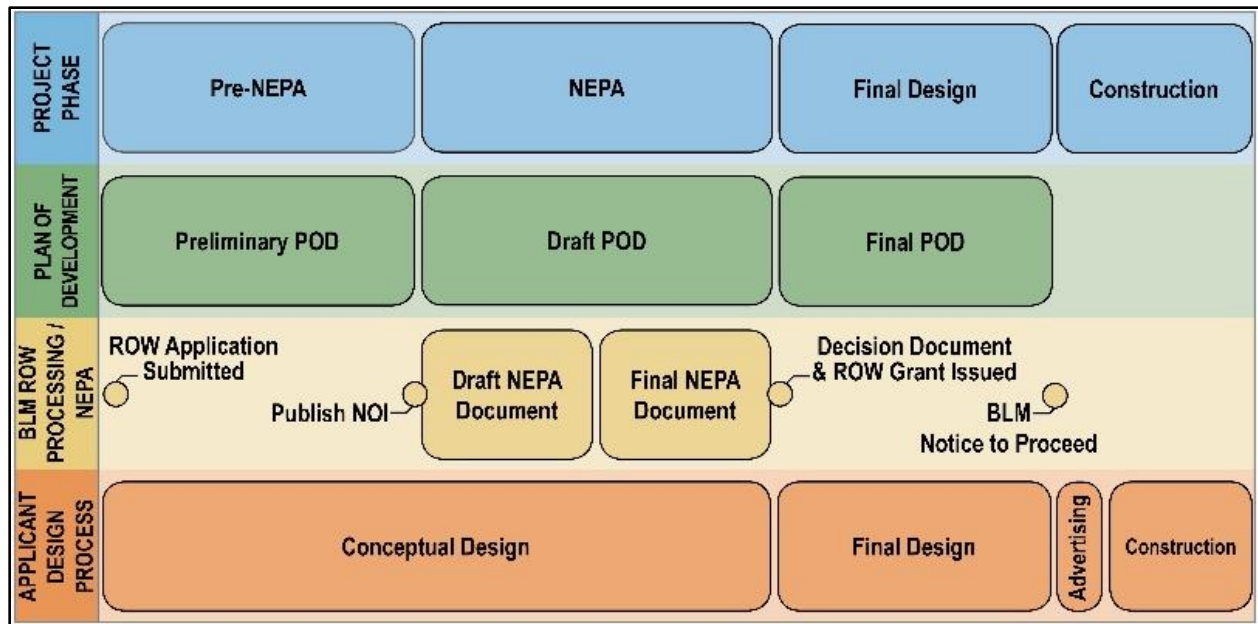 PROJECT
PHASE
Pre-NEPA
NEPA
Final Design
Construction
PLAN OF
DEVELOPMENT
Preliminary POD
Draft POD
Final POD
BLM ROW
PROCESSING /
NEPA
ROW Application
Submitted
Publish NOI
Draft NEPA
Document
Final NEPA
Document
Decision Document
& ROW Grant Issued
BLM
Notice to Proceed
APPLICANT
DESIGN
PROCESS
Conceptual Design
Final Design
Advertising
Construction